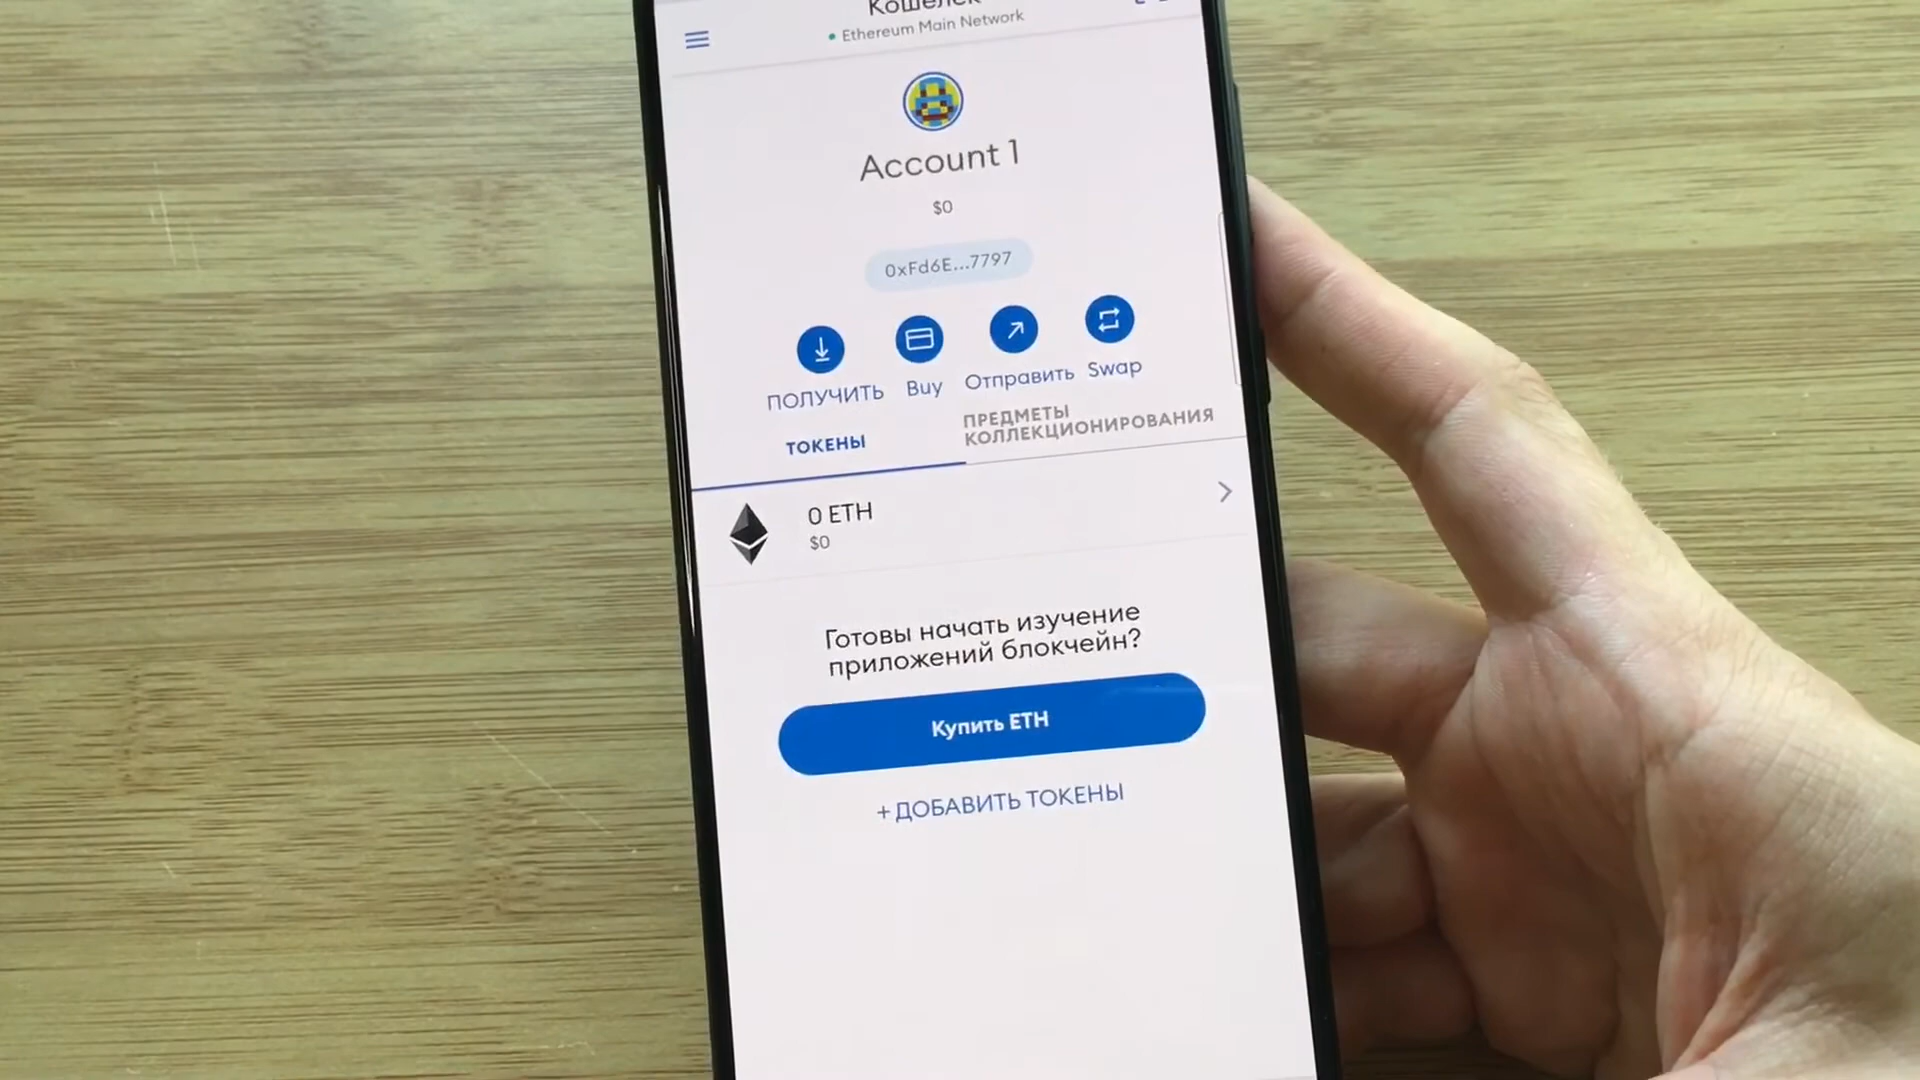 Кошелек
Ethereum Main Network
Account 1
$0
0xFd6E...7797
ПОЛУЧИТЬ
Buy
Отправить
Swap
ТОКЕНЫ
ПРЕДМЕТЫ
КОЛЛЕКЦИОНИРОВАНИЯ
0 ETH
$0
Готовы начать изучение
приложений блокчейн?
Купить ETH
+ ДОБАВИТЬ ТОКЕНЫ